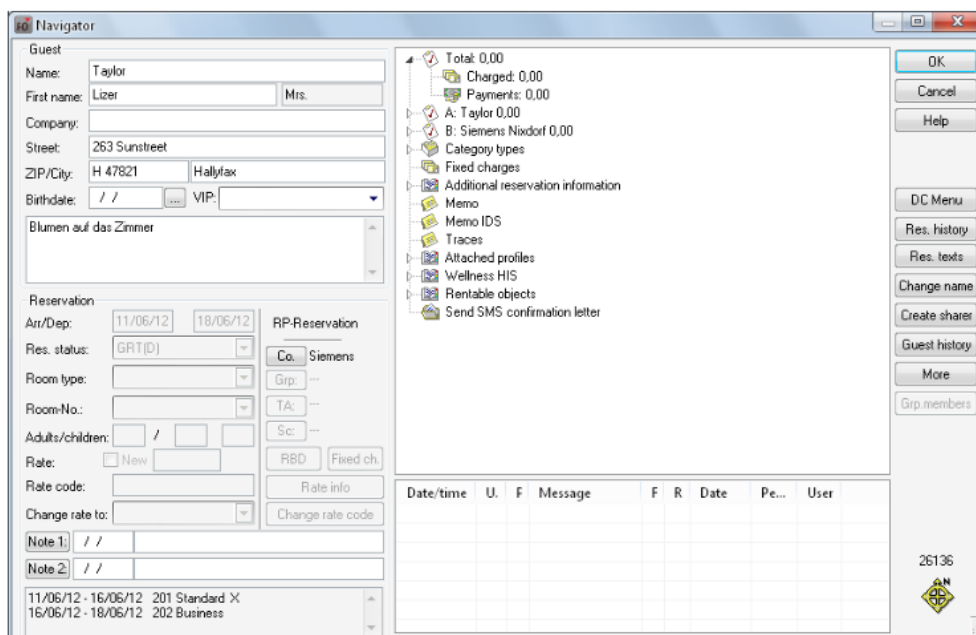 FO Navigator
Guest
Name: Taylor
First name: Lizer Mrs.
Company:
Street: 263 Sunstreet
ZIP/City: H 47821 Hallyfax
Birthdate: / / ... VIP:
Blumen auf das Zimmer
Reservation
Arr/Dep: 11/06/12 18/06/12 RP-Reservation
Res. status: GRT(D) Co. Siemens
Room type: Grp: ---
Room-No.: TA: ---
Adults/children: / Sc: ---
Rate: New RBD Fixed ch.
Rate code: Rate info
Change rate to: Change rate code
Note 1: / /
Note 2: / /
11/06/12 - 16/06/12 201 Standard X
16/06/12 - 18/06/12 202 Business
Total: 0,00
Charged: 0,00
Payments: 0,00
A: Taylor 0,00
B: Siemens Nixdorf 0,00
Category types
Fixed charges
Additional reservation information
Memo
Memo IDS
Traces
Attached profiles
Wellness HIS
Rentable objects
Send SMS confirmation letter
Date/time U. F Message F R Date Pe... User
OK
Cancel
Help
DC Menu
Res. history
Res. texts
Change name
Create sharer
Guest history
More
Grp.members
26136
N